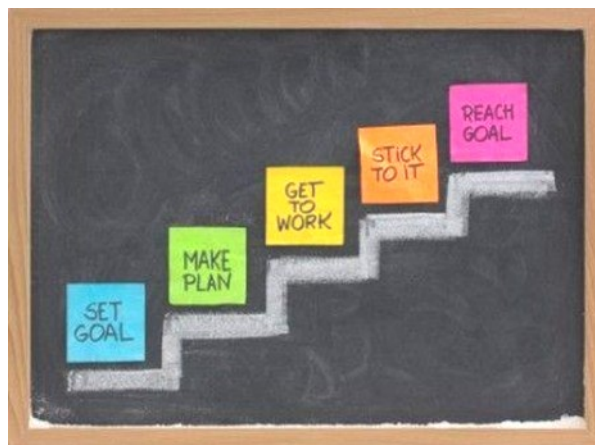 SET
GOAL
MAKE
PLAN
GET
TO
WORK
STICK
TO IT
REACH
GOAL